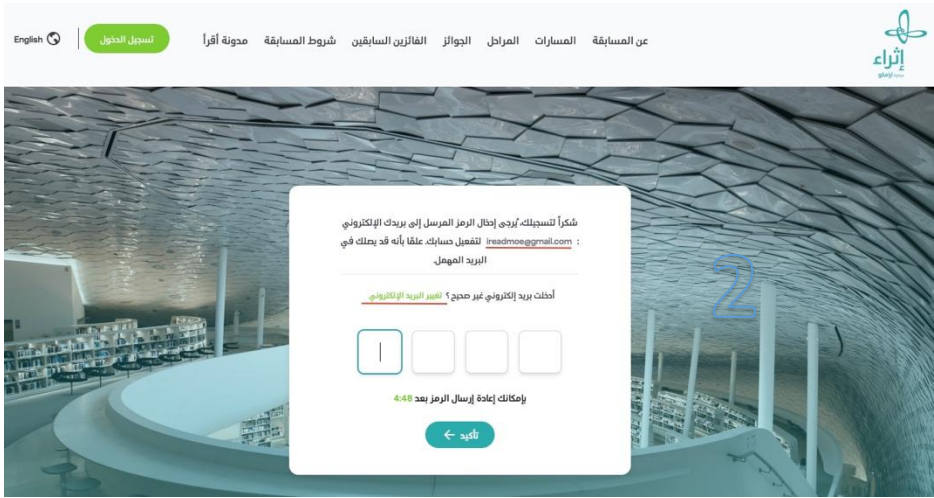 إثراء
عن المسابقة المسارات المراحل الجوائز الفائزين السابقين شروط المسابقة مدونة أقرأ تسجيل الدخول English
شكراً لتسجيلك، يُرجى إدخال الرمز المرسل إلى بريدك الإلكتروني
: ireadmoe@gmail.com لتفعيل حسابك. علمًا بأنه قد يصلك في
البريد المهمل.
أدخلت بريد إلكتروني غير صحيح؟ تغيير البريد الإلكتروني
2
بإمكانك إعادة إرسال الرمز بعد 4:48
تأكيد